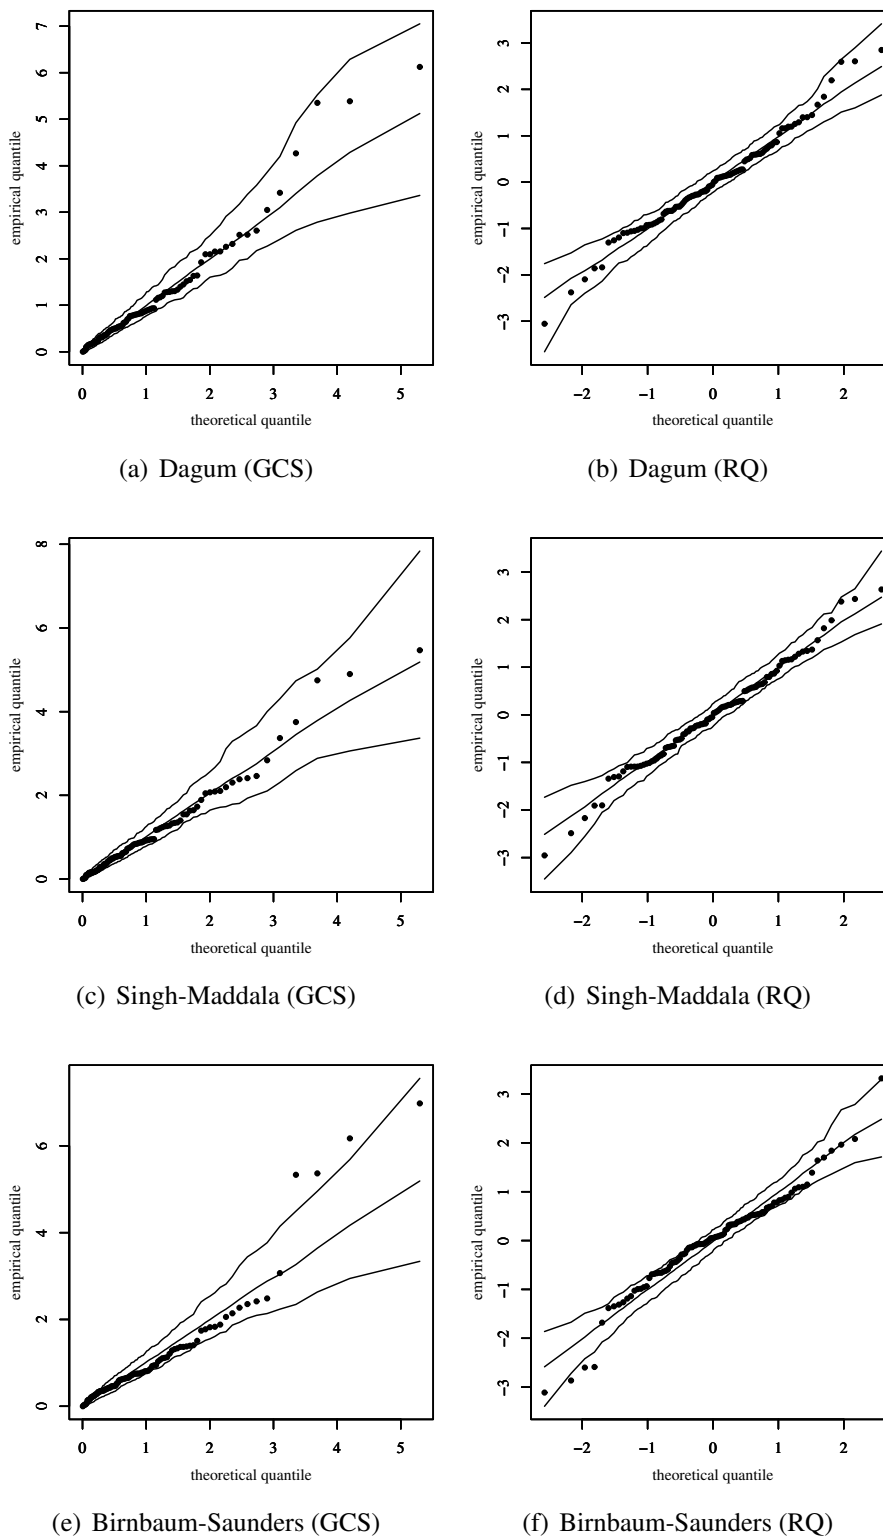 7
6
5
4
3
2
1
0
empirical quantile
0 1 2 3 4 5
theoretical quantile
(a) Dagum (GCS)
3
2
1
0
−1
−2
−3
empirical quantile
−2 −1 0 1 2
theoretical quantile
(b) Dagum (RQ)
8
6
4
2
0
empirical quantile
0 1 2 3 4 5
theoretical quantile
(c) Singh-Maddala (GCS)
3
2
1
0
−1
−2
−3
empirical quantile
−2 −1 0 1 2
theoretical quantile
(d) Singh-Maddala (RQ)
6
4
2
0
empirical quantile
0 1 2 3 4 5
theoretical quantile
(e) Birnbaum-Saunders (GCS)
3
2
1
0
−1
−2
−3
empirical quantile
−2 −1 0 1 2
theoretical quantile
(f) Birnbaum-Saunders (RQ)